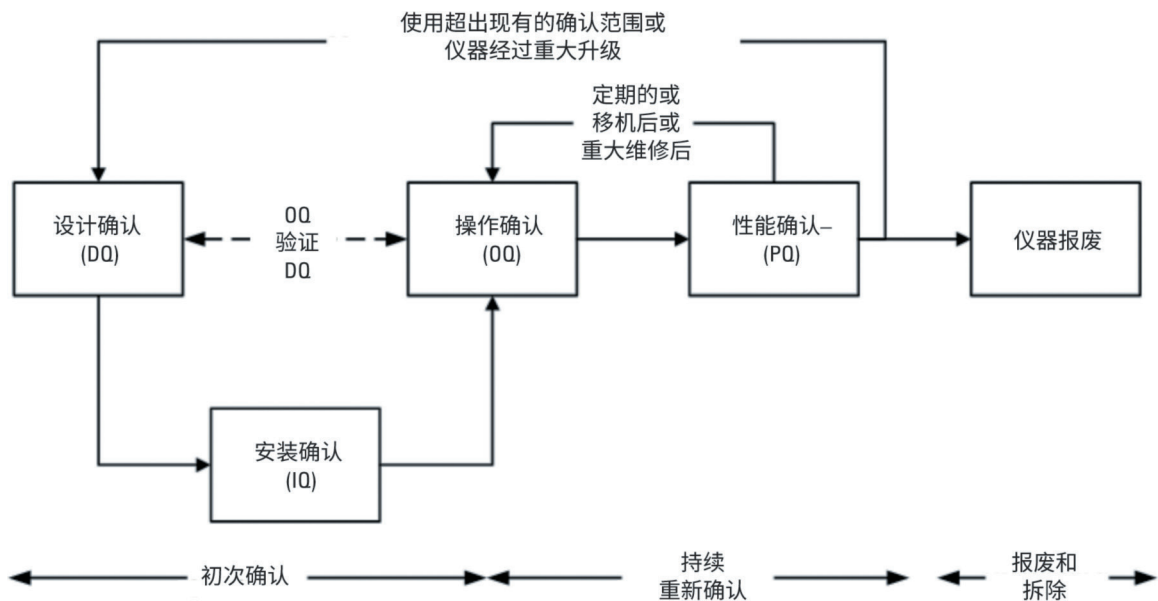 使用超出现有的确认范围或
仪器经过重大升级
定期的或
移机后或
重大维修后
设计确认
(DQ)
OQ
验证
DQ
操作确认
(OQ)
性能确认–
(PQ)
仪器报废
安装确认
(IQ)
初次确认
持续
重新确认
报废和
拆除